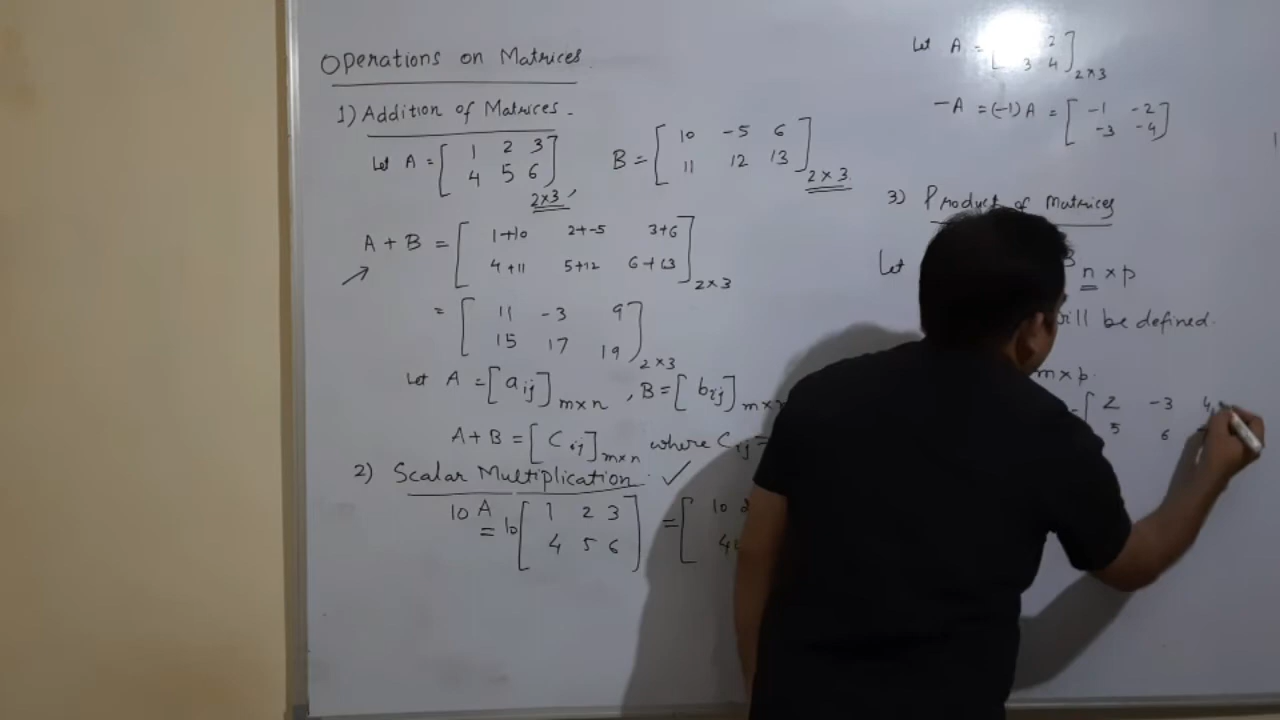 Operations on Matrices
1) Addition of Matrices -
Let A = [ 1 2 3
4 5 6 ] 2×3 ,
B = [ 10 -5 6
11 12 13 ] 2×3
A + B = [ 1+10 2+-5 3+6
4+11 5+12 6+13 ] 2×3
= [ 11 -3 9
15 17 19 ] 2×3
Let A = [aij] m×n , B = [bij] m×
A+B = [Cij] m×n where Cij =
2) Scalar Multiplication. ✓
10 A = 10 [ 1 2 3
4 5 6 ] = [ 10
Let A = [ 2
3 4 ] 2×3
-A = (-1) A = [ -1 -2
-3 -4 ]
3) Product of Matrices
Let B n × p
will be defined.
m×p.
[ 2 -3 4
5 6